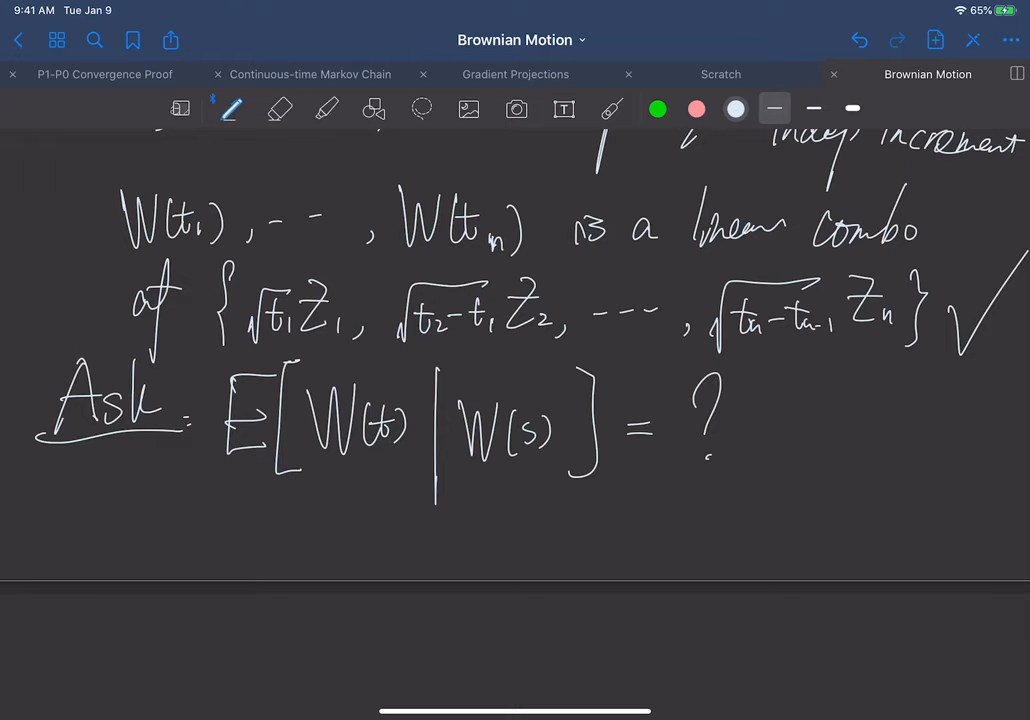 9:41 AM Tue Jan 9
65%
Brownian Motion
P1-P0 Convergence Proof
Continuous-time Markov Chain
Gradient Projections
Scratch
Brownian Motion
indep increment
W(t₁), - - , W(tₙ) is a linear combo
of {√t₁ Z₁, √t₂-t₁ Z₂, ---, √tₙ-tₙ₋₁ Zₙ} ✓
Ask: E[W(t) | W(s)] = ?